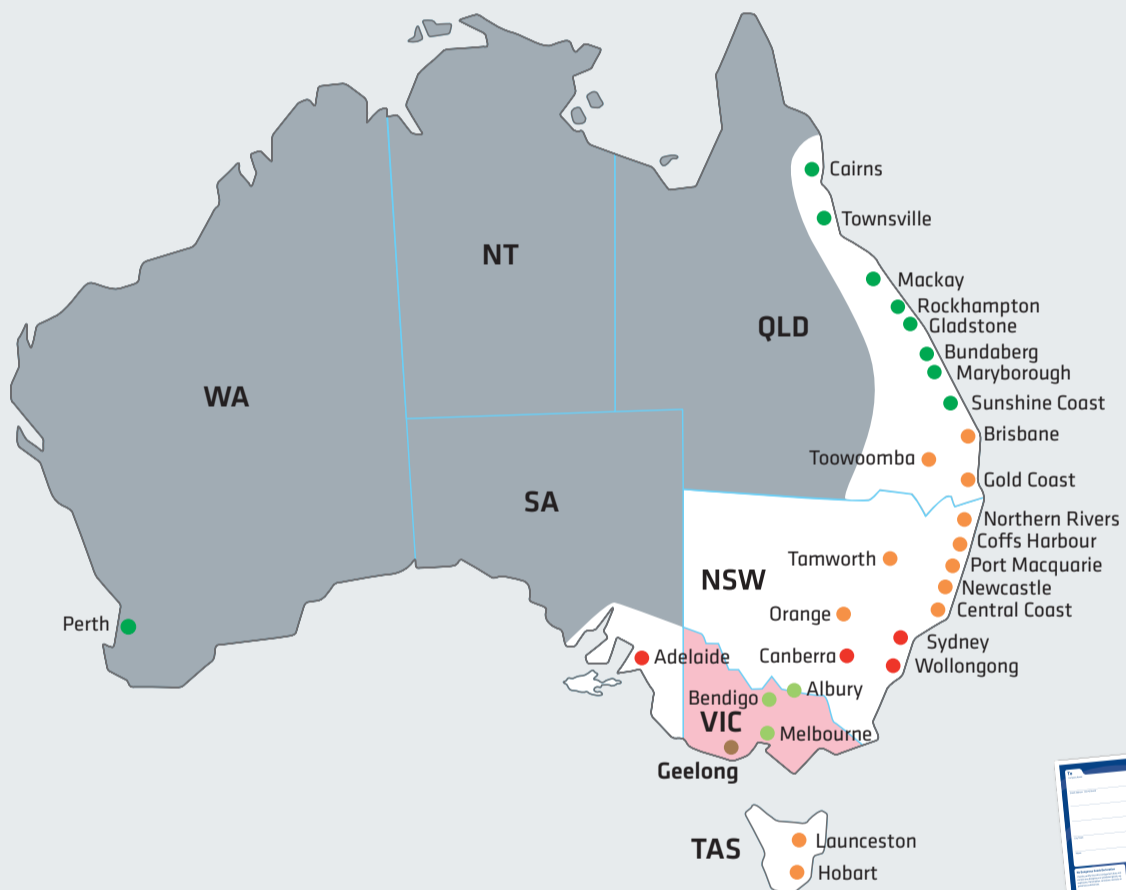 Cairns
Townsville
NT
Mackay
Rockhampton
QLD
Gladstone
Bundaberg
Maryborough
WA
Sunshine Coast
Brisbane
Toowoomba
Gold Coast
SA
Northern Rivers
Coffs Harbour
Tamworth
Port Macquarie
NSW
Newcastle
Orange
Central Coast
Perth
Sydney
Adelaide
Canberra
Wollongong
Albury
Bendigo
VIC
Melbourne
Geelong
To
Launceston
TAS
Hobart